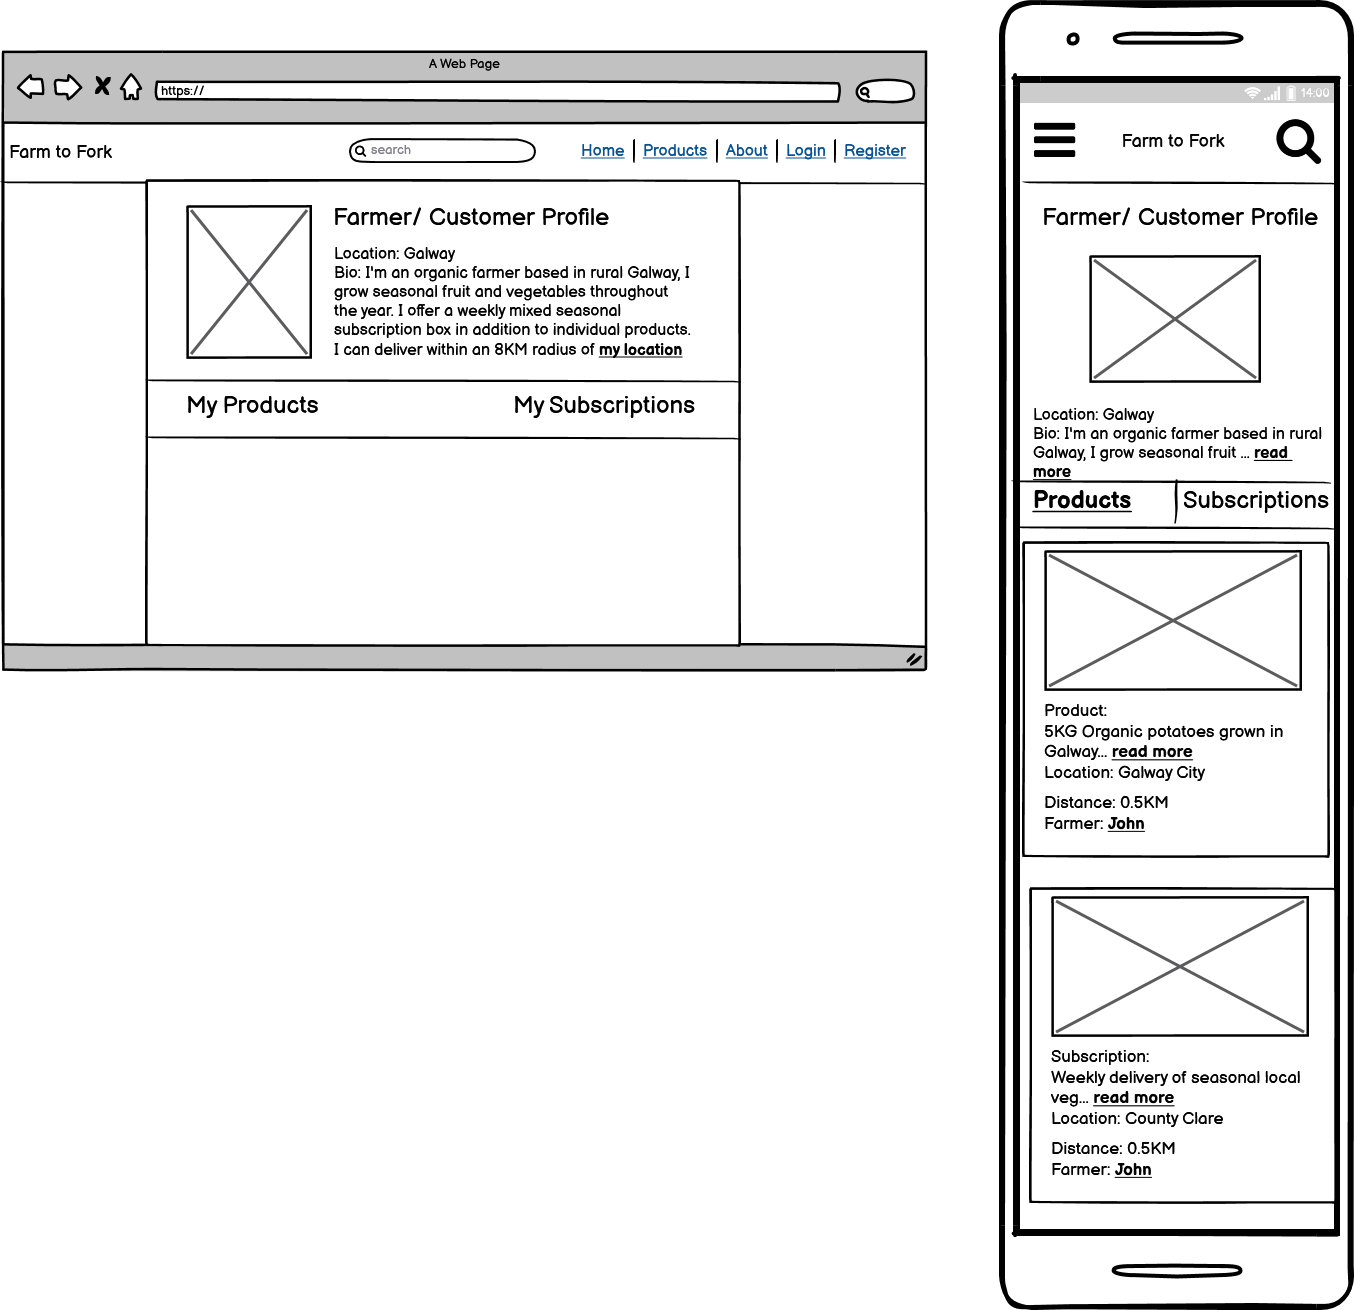 A Web Page
https://
Farm to Fork
search
Home
Products
About
Login
Register
Farmer/ Customer Profile
Location: Galway
Bio: I'm an organic farmer based in rural Galway, I
grow seasonal fruit and vegetables throughout
the year. I offer a weekly mixed seasonal
subscription box in addition to individual products.
I can deliver within an 8KM radius of my location
My Products
My Subscriptions
14:00
Farm to Fork
Farmer/ Customer Profile
Location: Galway
Bio: I'm an organic farmer based in rural
Galway, I grow seasonal fruit ... read
more
Products
Subscriptions
Product:
5KG Organic potatoes grown in
Galway... read more
Location: Galway City
Distance: 0.5KM
Farmer: John
Subscription:
Weekly delivery of seasonal local
veg... read more
Location: County Clare
Distance: 0.5KM
Farmer: John